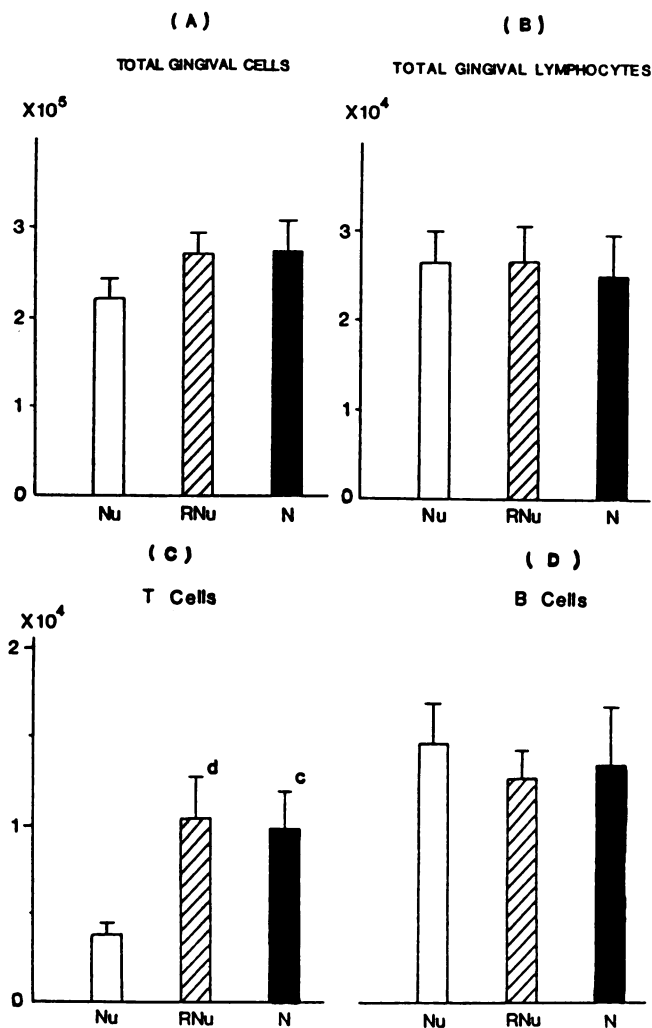 (A)
TOTAL GINGIVAL CELLS
X10⁵
3
2
1
0
Nu RNu N
(B)
TOTAL GINGIVAL LYMPHOCYTES
X10⁴
3
2
1
0
Nu RNu N
(C)
T Cells
X10⁴
2
1
0
d
c
Nu RNu N
(D)
B Cells
Nu RNu N